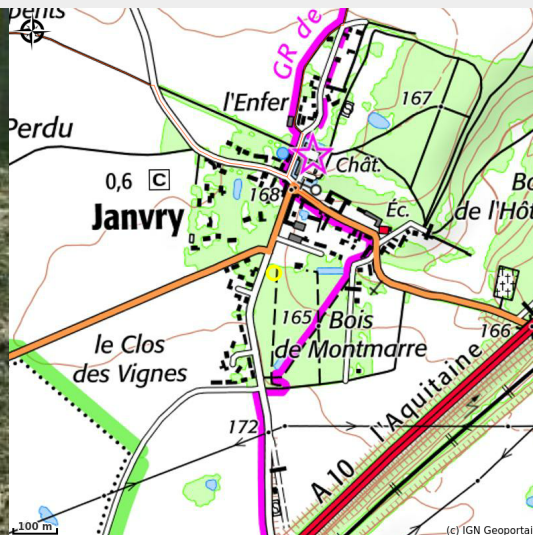 pents
GR de
l'Enfer
167
Perdu
Chât.
0,6 C
168
Éc.
Bo
de l'Hôt
Janvry
165
Bois
de Montmarre
166
le Clos
des Vignes
l'Aquitaine
172
A 10
100 m
(c) IGN Geoportai